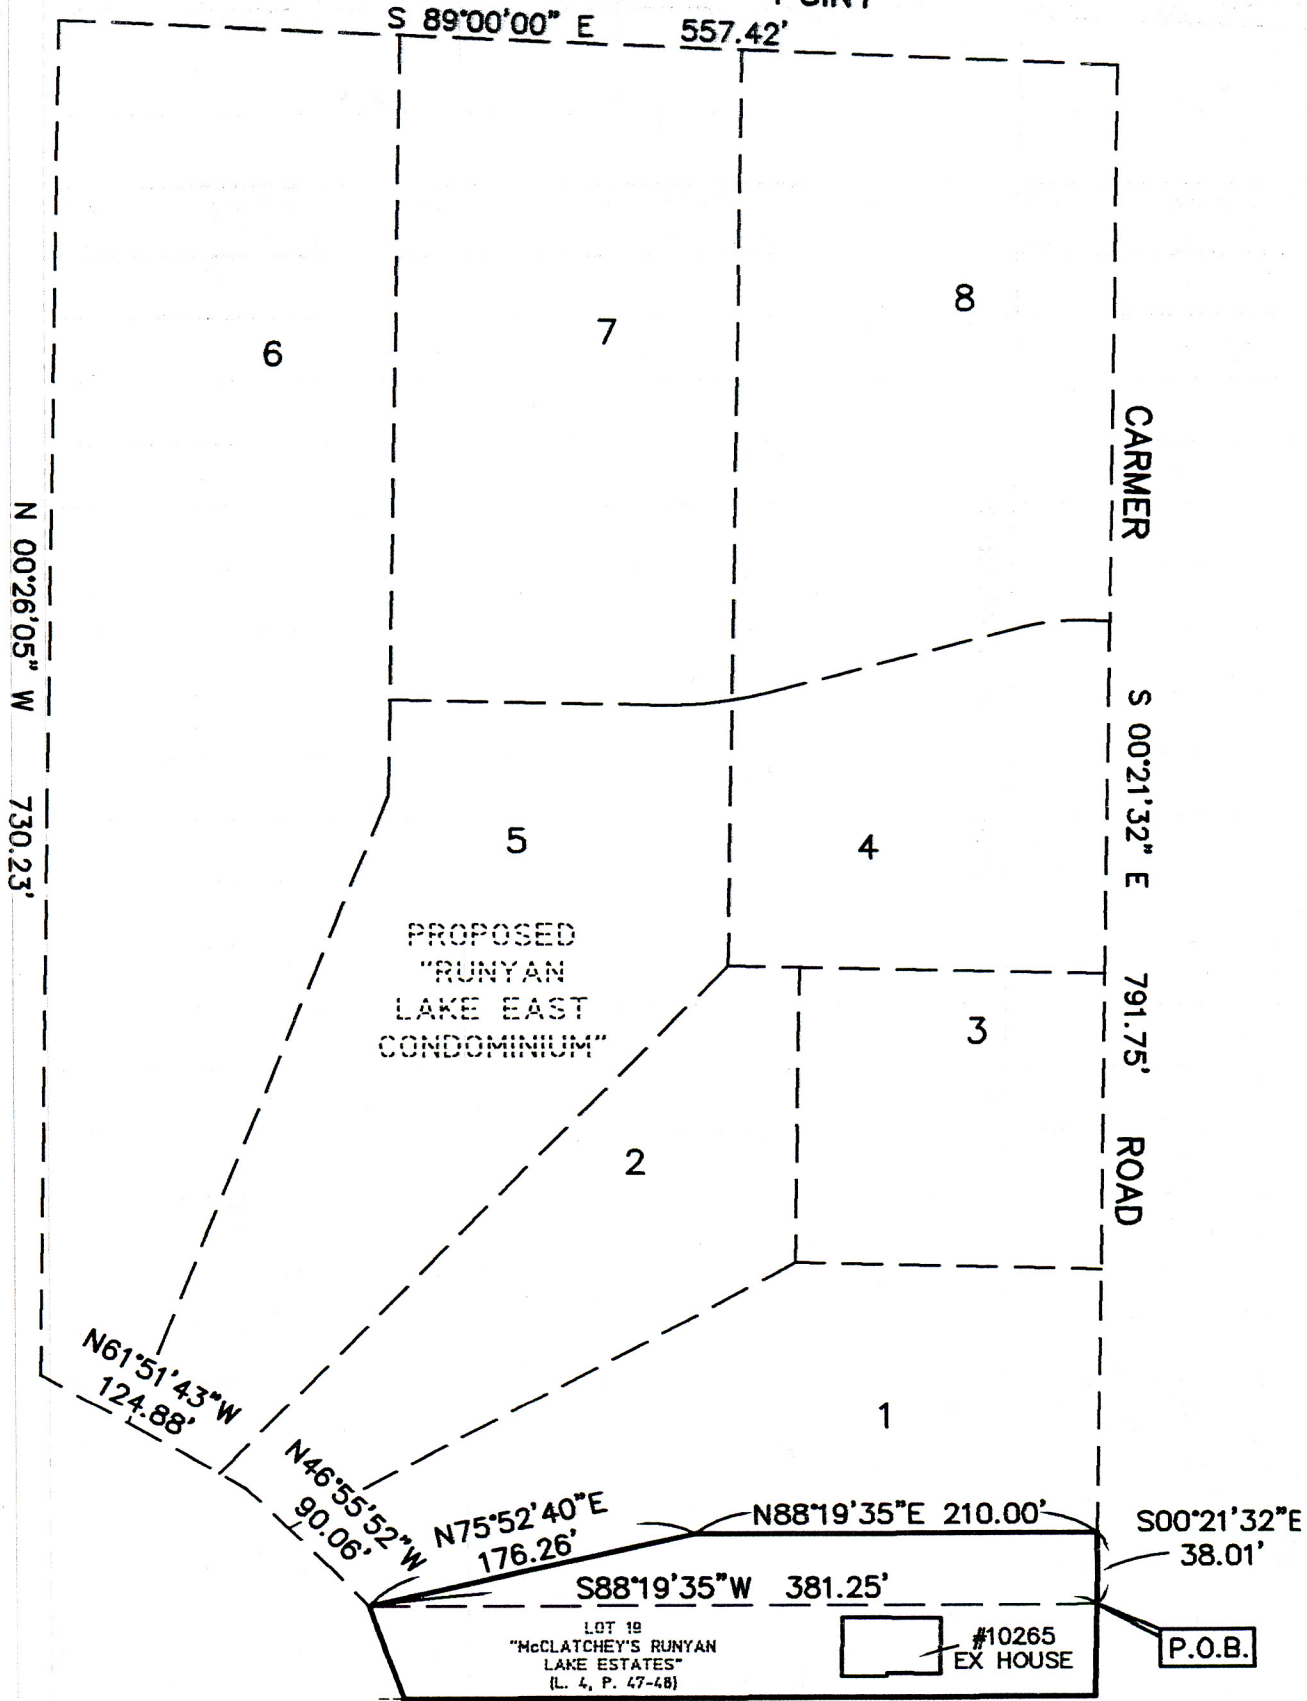 S 89°00'00" E 557.42'
6
7
8
CARMER
N 00°26'05" W 730.23'
S 00°21'32" E 791.75'
5
4
PROPOSED
"RUNYAN
LAKE EAST
CONDOMINIUM"
3
2
ROAD
N61°51'43"W
124.88'
1
N46°55'52"W
90.06'
N75°52'40"E
176.26'
N88°19'35"E 210.00'
S00°21'32"E
38.01'
S88°19'35"W 381.25'
LOT 19
"McCLATCHEY'S RUNYAN
LAKE ESTATES"
(L. 4, P. 47-48)
#10265
EX HOUSE
P.O.B.